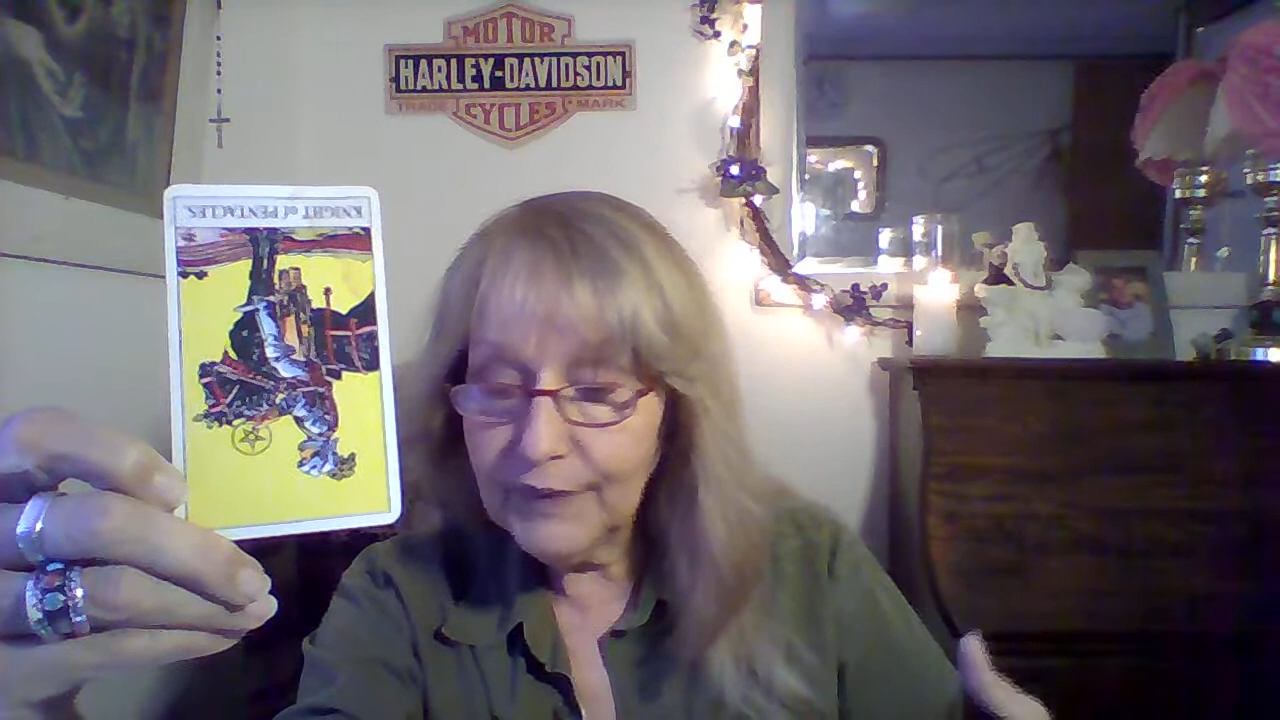 MOTOR
HARLEY-DAVIDSON
TRADE CYCLES MARK
KNIGHT of PENTACLES